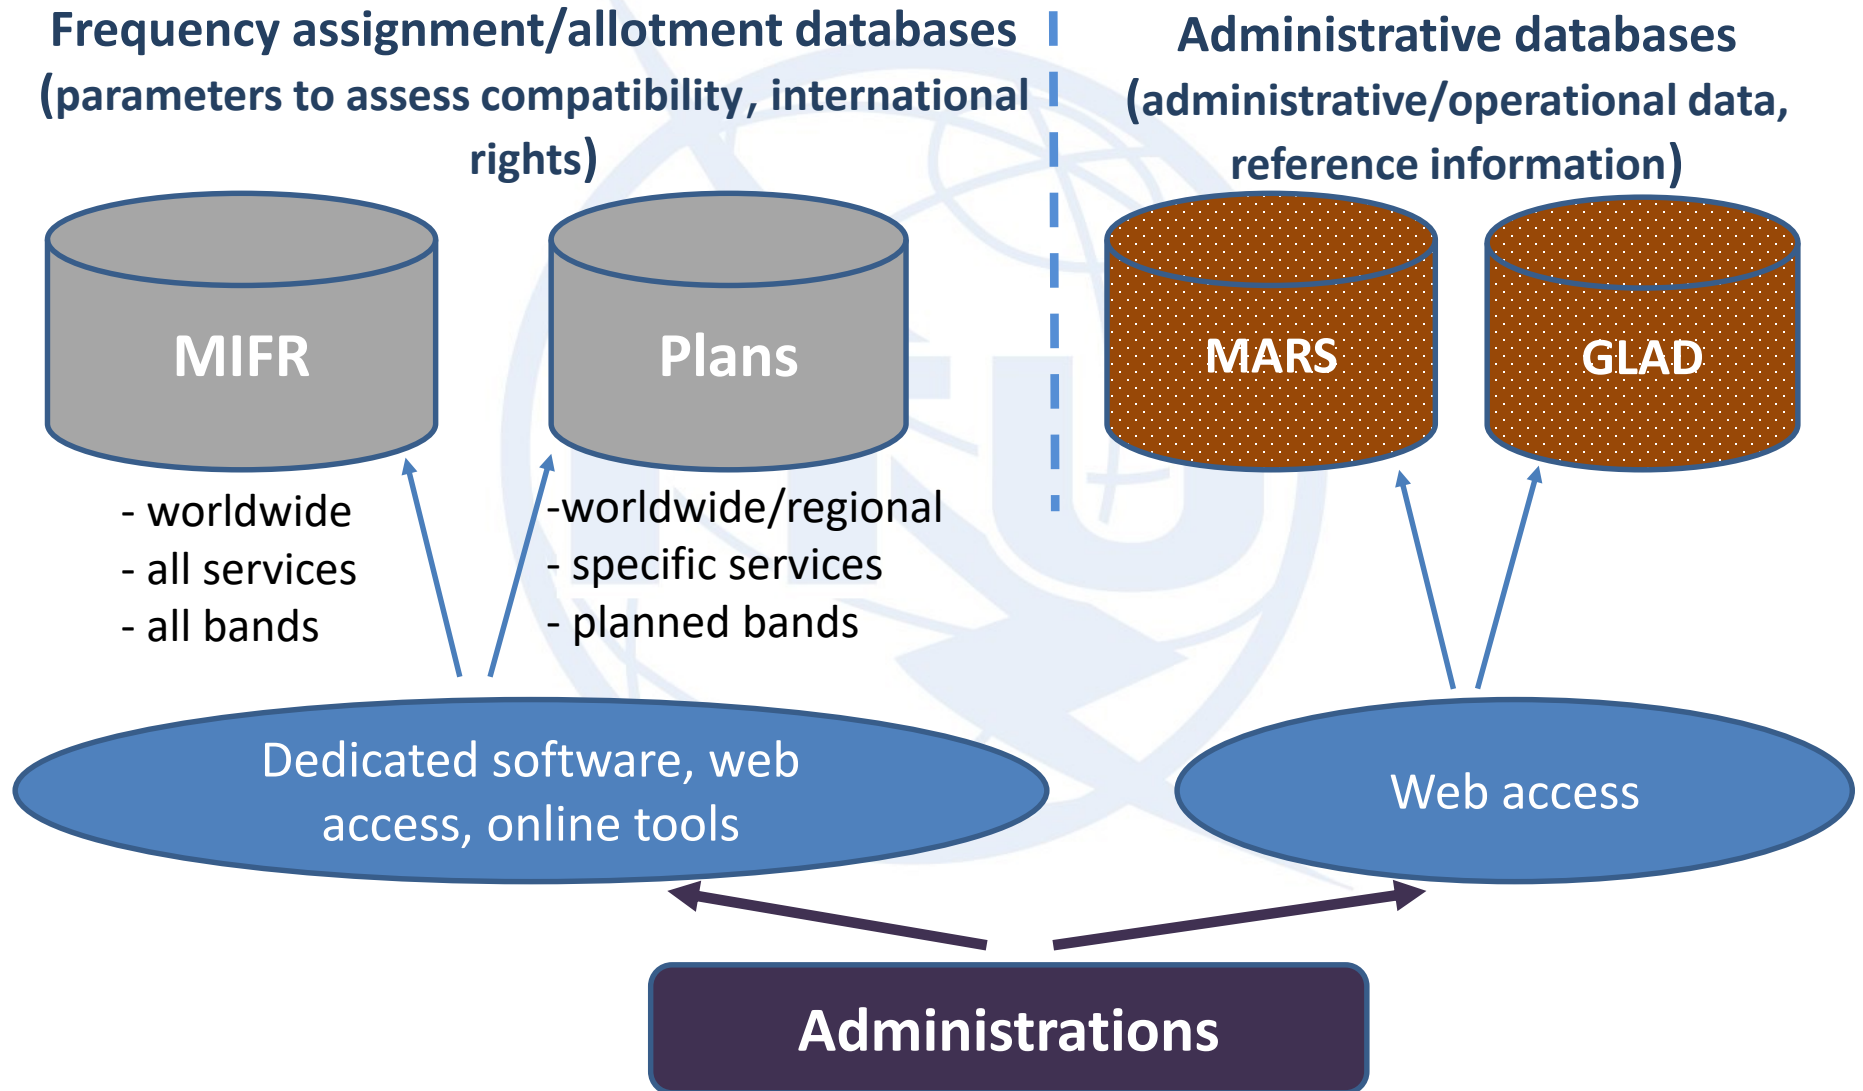 Frequency assignment/allotment databases
(parameters to assess compatibility, international
rights)
Administrative databases
(administrative/operational data,
reference information)
MIFR
Plans
MARS
GLAD
- worldwide
- all services
- all bands
-worldwide/regional
- specific services
- planned bands
Dedicated software, web
access, online tools
Web access
Administrations
ITU